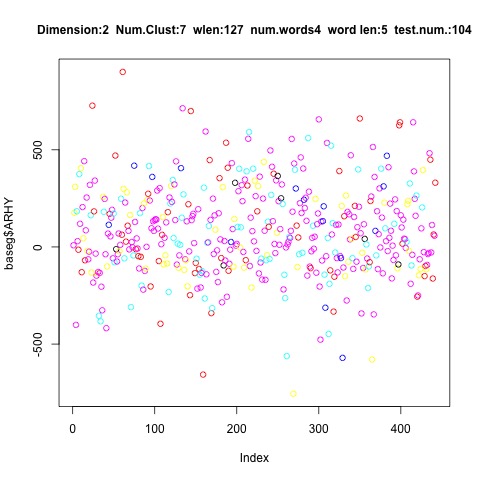 Dimension:2 Num.Clust:7 wlen:127 num.words4 word len:5 test.num.:104
baseg$ARHY
500
0
-500
0 100 200 300 400
Index